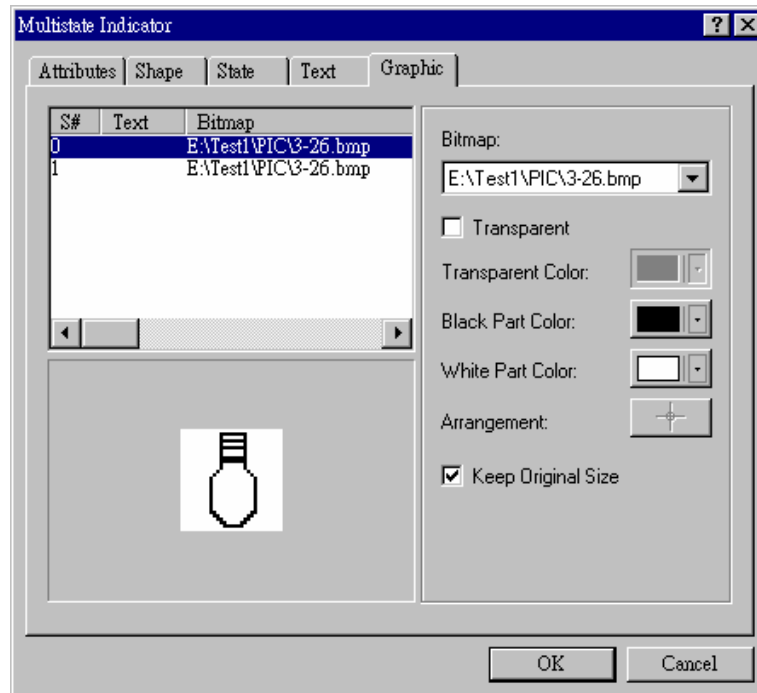 Multistate Indicator
Attributes Shape State Text Graphic
S# Text Bitmap
0 E:\Test1\PIC\3-26.bmp
1 E:\Test1\PIC\3-26.bmp
Bitmap:
E:\Test1\PIC\3-26.bmp
Transparent
Transparent Color:
Black Part Color:
White Part Color:
Arrangement:
Keep Original Size
OK Cancel